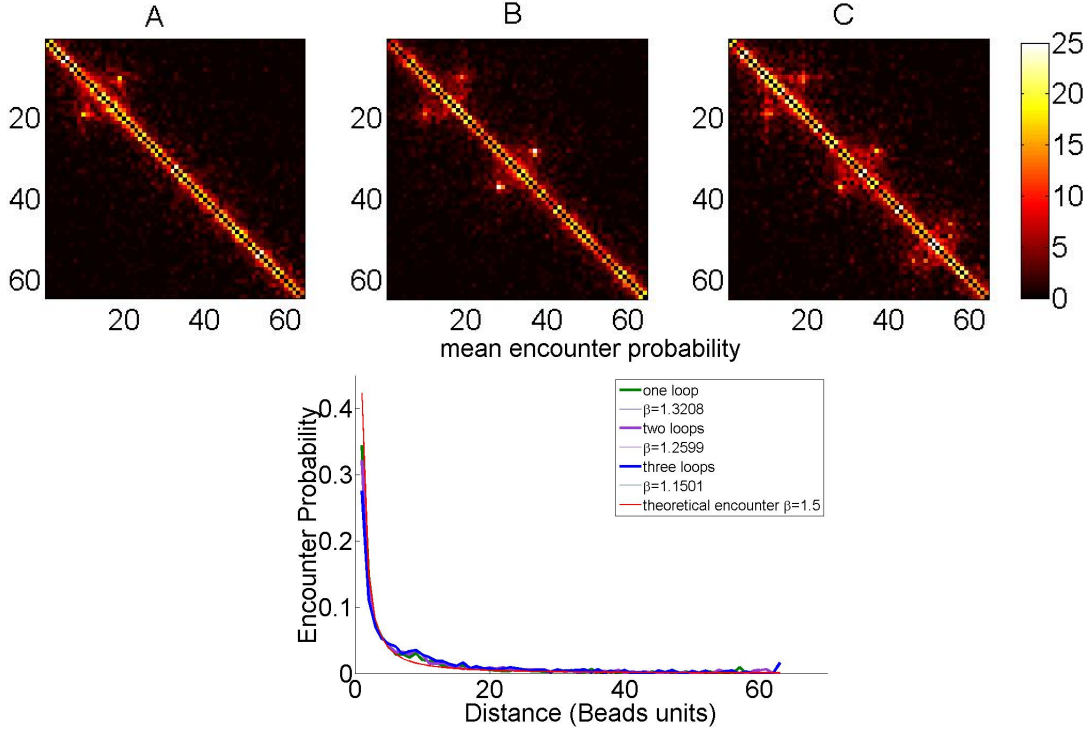 A B C
20 40 60
20 40 60
20 40 60
20 40 60
25
20
15
10
5
0
mean encounter probability
Encounter Probability
0.4
0.3
0.2
0.1
0
0 20 40 60
Distance (Beads units)
one loop
β=1.3208
two loops
β=1.2599
three loops
β=1.1501
theoretical encounter β=1.5